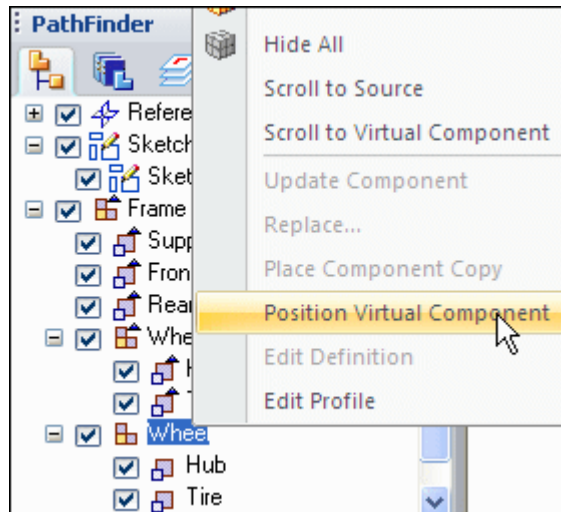 PathFinder
Hide All
Scroll to Source
Scroll to Virtual Component
Update Component
Replace...
Place Component Copy
Position Virtual Component
Edit Definition
Edit Profile
Refere
Sketch
Sket
Frame
Supp
Fron
Rear
Whe
Wheel
Hub
Tire